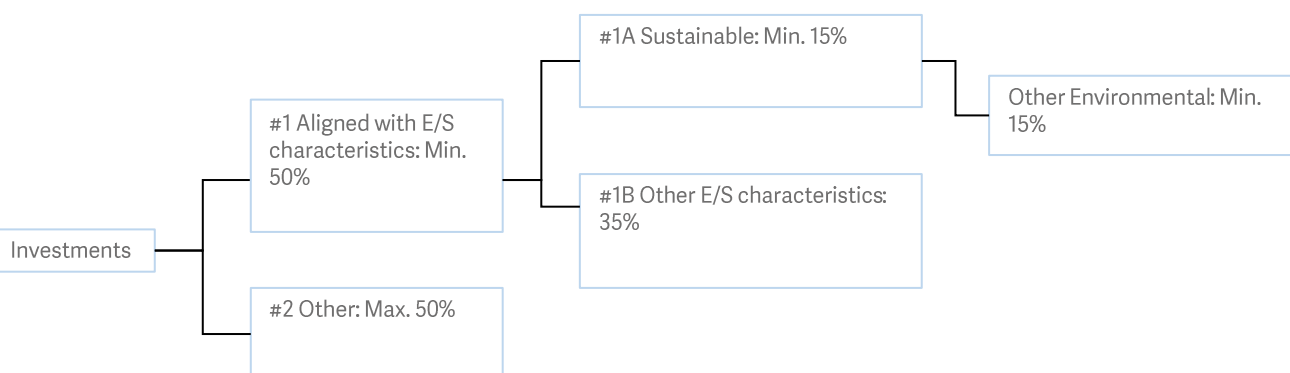 #1A Sustainable: Min. 15%
Other Environmental: Min.
15%
#1 Aligned with E/S
characteristics: Min.
50%
#1B Other E/S characteristics:
35%
Investments
#2 Other: Max. 50%